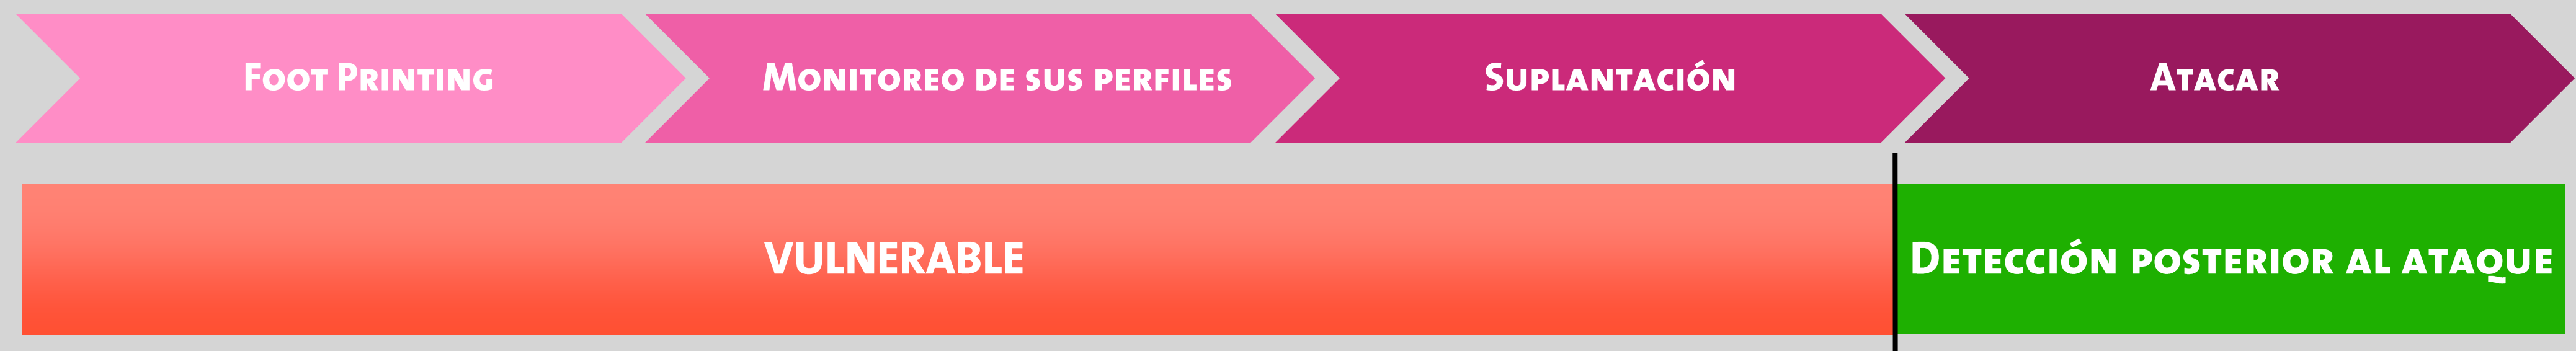 Foot Printing
Monitoreo de sus perfiles
Suplantación
Atacar
VULNERABLE
Detección posterior al ataque